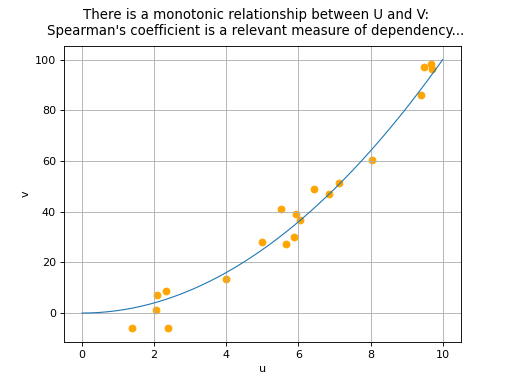 There is a monotonic relationship between U and V:
Spearman's coefficient is a relevant measure of dependency...
100
80
60
40
20
0
v
0 2 4 6 8 10
u